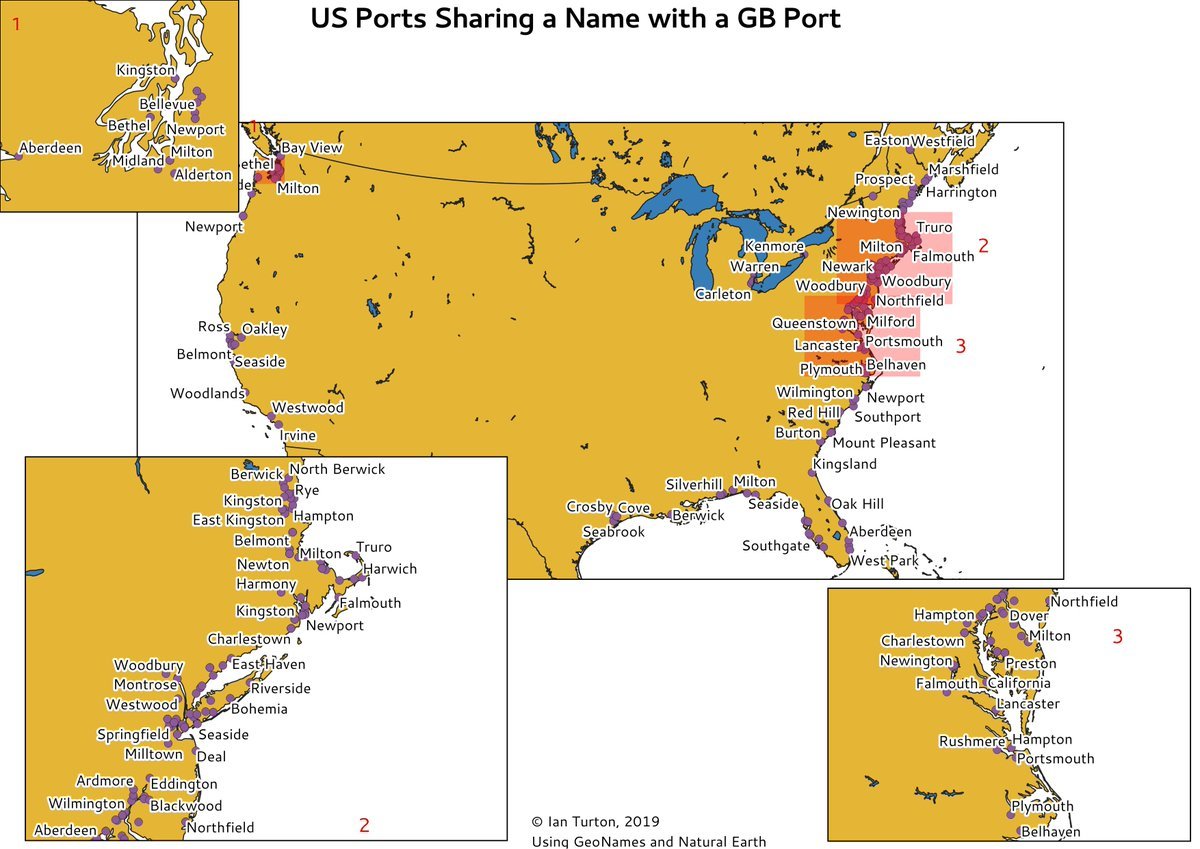 US Ports Sharing a Name with a GB Port
1
Kingston
Bellevue
Bethel
Newport
Aberdeen
Milton
Midland
Alderton
1
Bay View
ethel
de
Milton
Newport
Easton
Westfield
Prospect
Marshfield
Harrington
Newington
Truro
Kenmore
Milton
2
Falmouth
Warren
Newark
Carleton
Woodbury
Woodbury
Northfield
Ross
Oakley
Queenstown
Milford
Belmont
Seaside
Lancaster
Portsmouth
3
Plymouth
Belhaven
Woodlands
Wilmington
Newport
Westwood
Red Hill
Southport
Irvine
Burton
Mount Pleasant
Kingsland
Silverhill
Milton
Crosby
Cove
Berwick
Seaside
Oak Hill
Seabrook
Aberdeen
Southgate
West Park
Berwick
North Berwick
Rye
Kingston
East Kingston
Hampton
Belmont
Milton
Truro
Newton
Harwich
Harmony
Kingston
Falmouth
Newport
Charlestown
Woodbury
East Haven
Montrose
Riverside
Westwood
Bohemia
Springfield
Seaside
Milltown
Deal
Ardmore
Eddington
Wilmington
Blackwood
Aberdeen
Northfield
2
Northfield
Hampton
Dover
Charlestown
Milton
3
Newington
Preston
Falmouth
California
Lancaster
Rushmere
Hampton
Portsmouth
Plymouth
Belhaven
© Ian Turton, 2019
Using GeoNames and Natural Earth